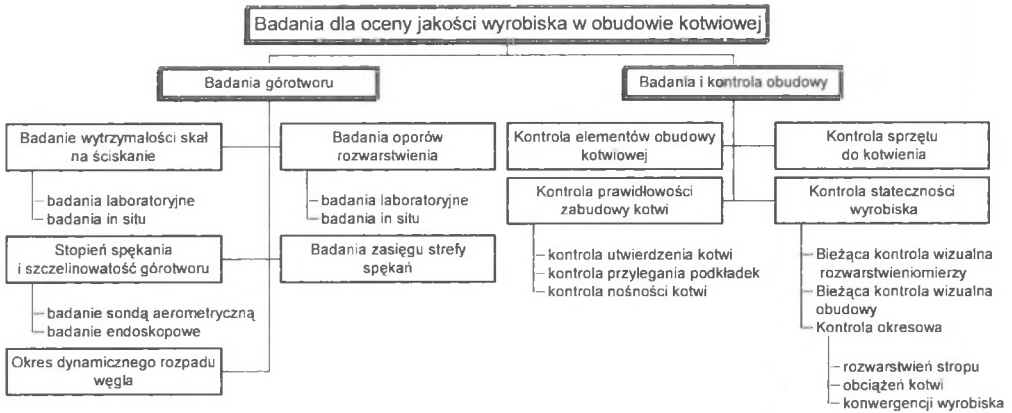 Badania dla oceny jakości wyrobiska w obudowie kotwiowej
Badania górotworu
Badania i kontrola obudowy
Badanie wytrzymałości skał
na ściskanie
badania laboratoryjne
badania in situ
Badania oporów
rozwarstwienia
badania laboratoryjne
badania in situ
Stopień spękania
i szczelinowatość górotworu
badanie sondą aerometryczną
badanie endoskopowe
Badania zasięgu strefy
spękań
Okres dynamicznego rozpadu
węgla
Kontrola elementów obudowy
kotwiowej
Kontrola sprzętu
do kotwienia
Kontrola prawidłowości
zabudowy kotwi
kontrola utwierdzenia kotwi
kontrola przylegania podkładek
kontrola nośności kotwi
Kontrola stateczności
wyrobiska
Bieżąca kontrola wizualna
rozwarstwieniomierzy
Bieżąca kontrola wizualna
obudowy
Kontrola okresowa
rozwarstwień stropu
obciążeń kotwi
konwergencji wyrobiska